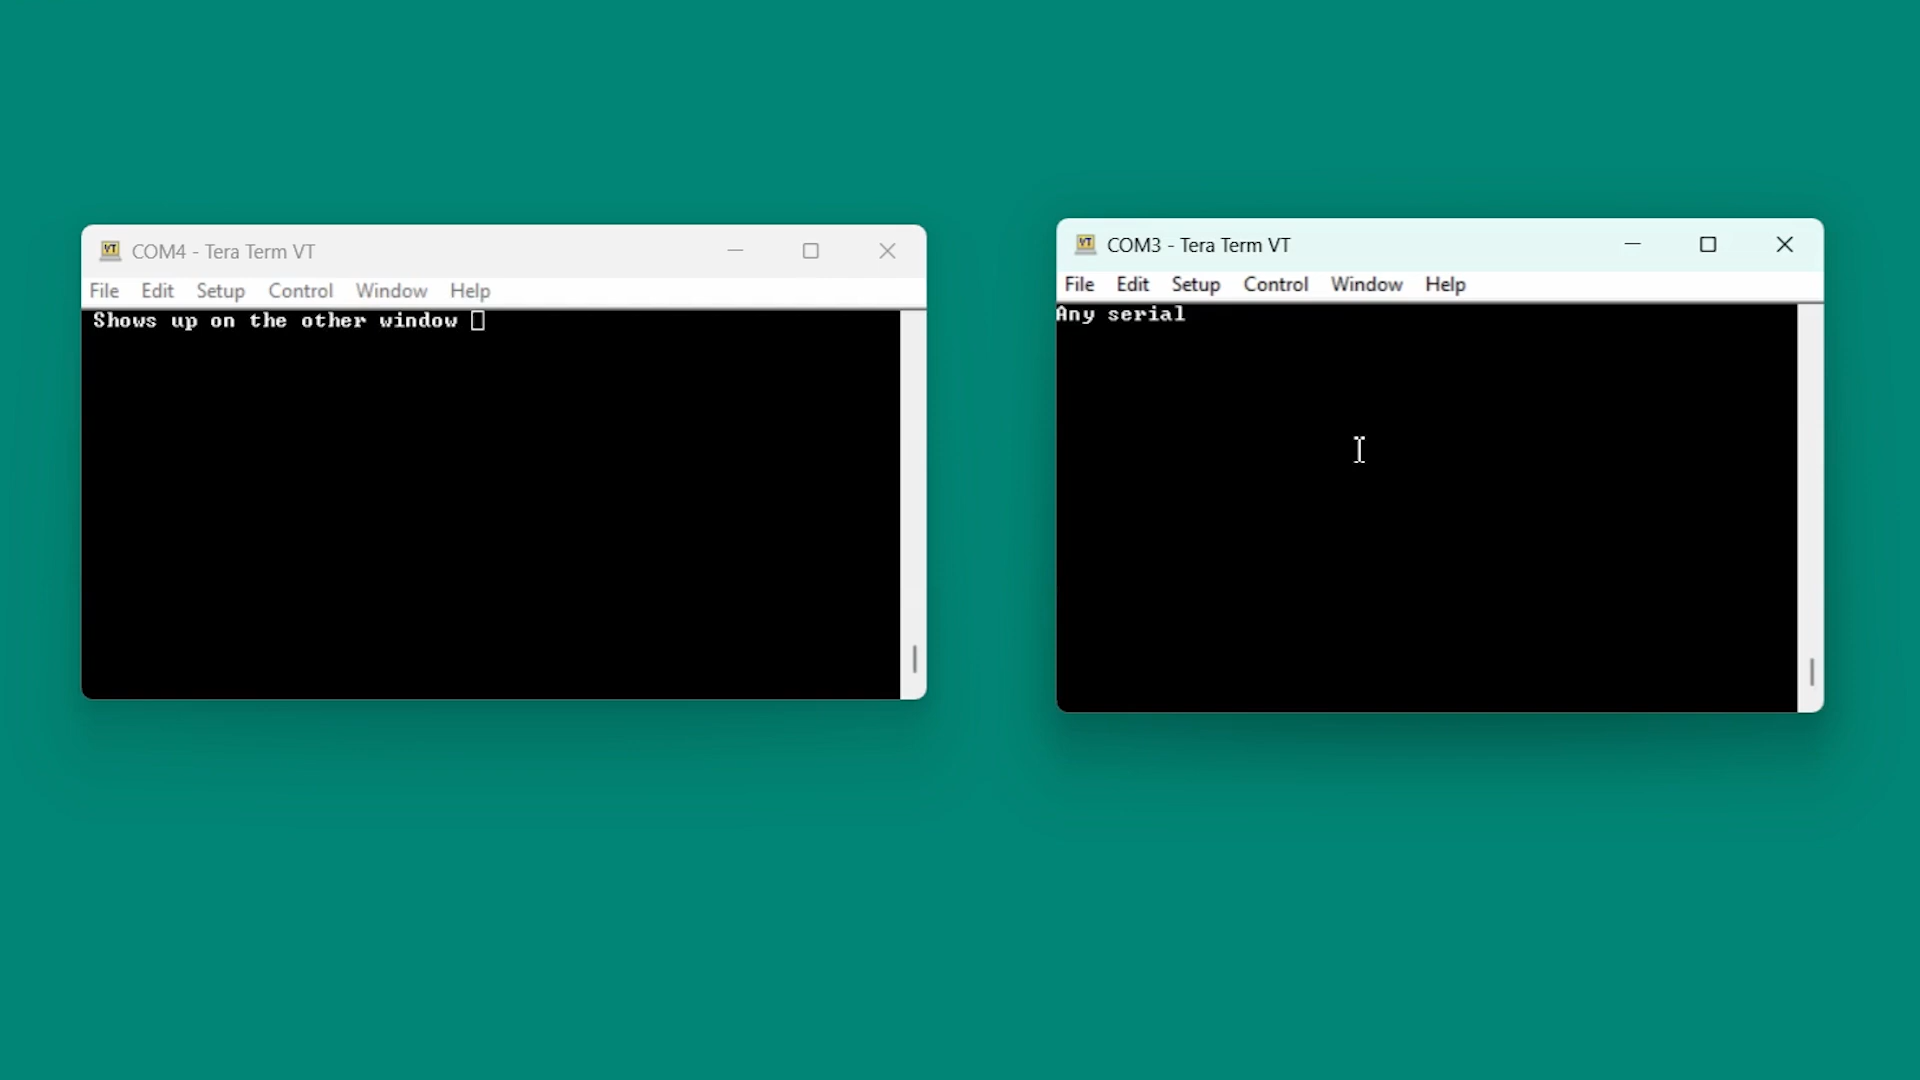 COM4 - Tera Term VT
File Edit Setup Control Window Help
Shows up on the other window
COM3 - Tera Term VT
File Edit Setup Control Window Help
Any serial